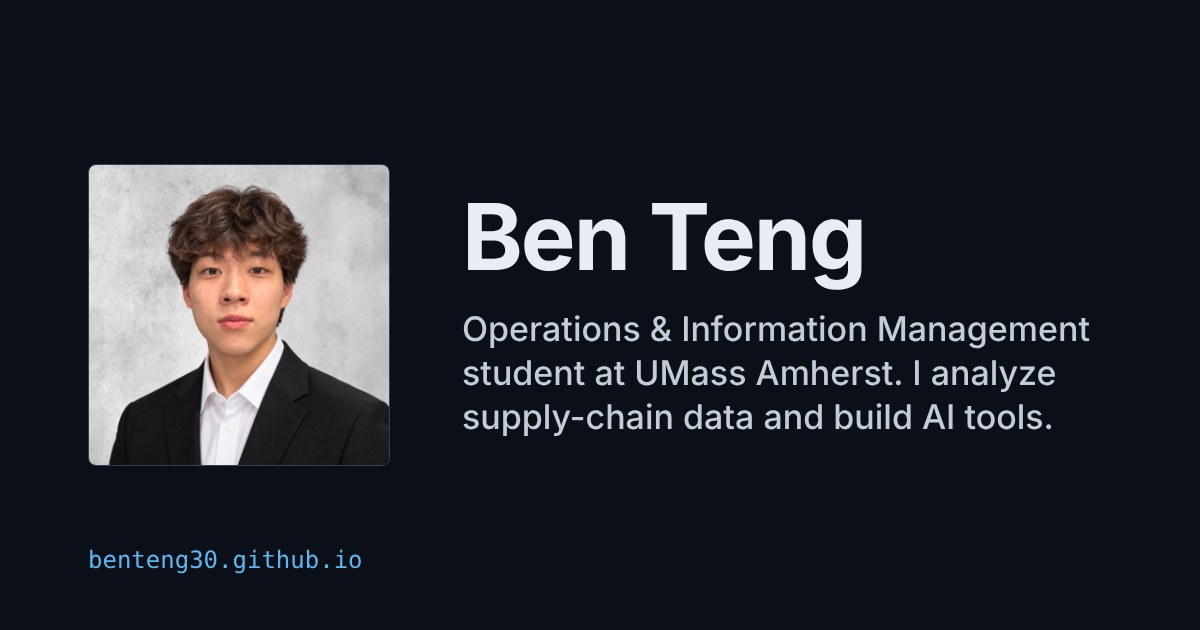 Ben Teng
Operations & Information Management
student at UMass Amherst. I analyze
supply-chain data and build AI tools.
benteng30.github.io